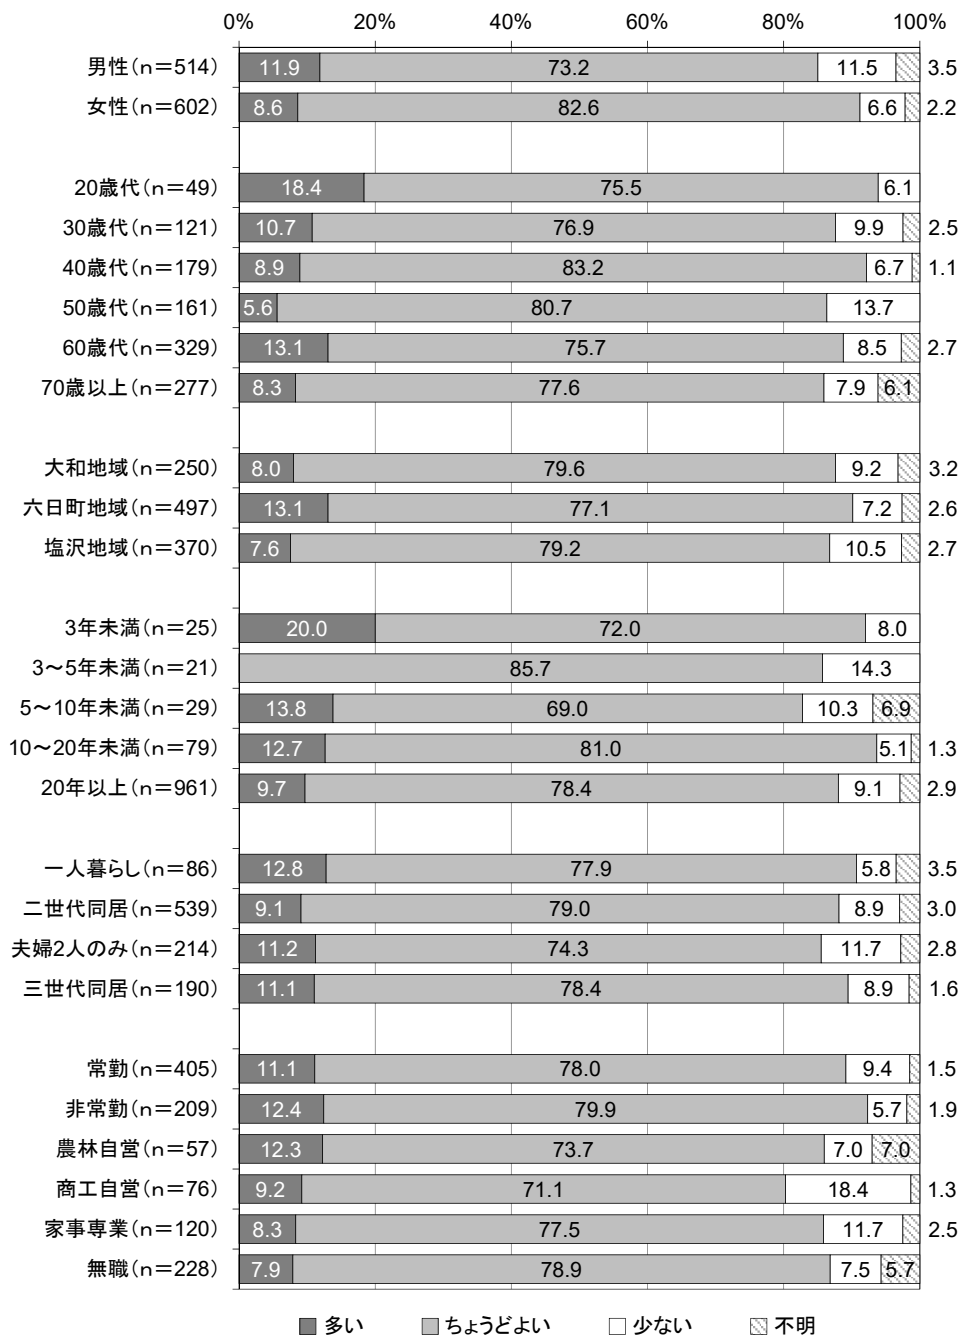 0% 20% 40% 60% 80% 100%
男性(n=514) 11.9 73.2 11.5 3.5
女性(n=602) 8.6 82.6 6.6 2.2
20歳代(n=49) 18.4 75.5 6.1
30歳代(n=121) 10.7 76.9 9.9 2.5
40歳代(n=179) 8.9 83.2 6.7 1.1
50歳代(n=161) 5.6 80.7 13.7
60歳代(n=329) 13.1 75.7 8.5 2.7
70歳以上(n=277) 8.3 77.6 7.9 6.1
大和地域(n=250) 8.0 79.6 9.2 3.2
六日町地域(n=497) 13.1 77.1 7.2 2.6
塩沢地域(n=370) 7.6 79.2 10.5 2.7
3年未満(n=25) 20.0 72.0 8.0
3～5年未満(n=21) 85.7 14.3
5～10年未満(n=29) 13.8 69.0 10.3 6.9
10～20年未満(n=79) 12.7 81.0 5.1 1.3
20年以上(n=961) 9.7 78.4 9.1 2.9
一人暮らし(n=86) 12.8 77.9 5.8 3.5
二世代同居(n=539) 9.1 79.0 8.9 3.0
夫婦2人のみ(n=214) 11.2 74.3 11.7 2.8
三世代同居(n=190) 11.1 78.4 8.9 1.6
常勤(n=405) 11.1 78.0 9.4 1.5
非常勤(n=209) 12.4 79.9 5.7 1.9
農林自営(n=57) 12.3 73.7 7.0 7.0
商工自営(n=76) 9.2 71.1 18.4 1.3
家事専業(n=120) 8.3 77.5 11.7 2.5
無職(n=228) 7.9 78.9 7.5 5.7
多い ちょうどよい 少ない 不明